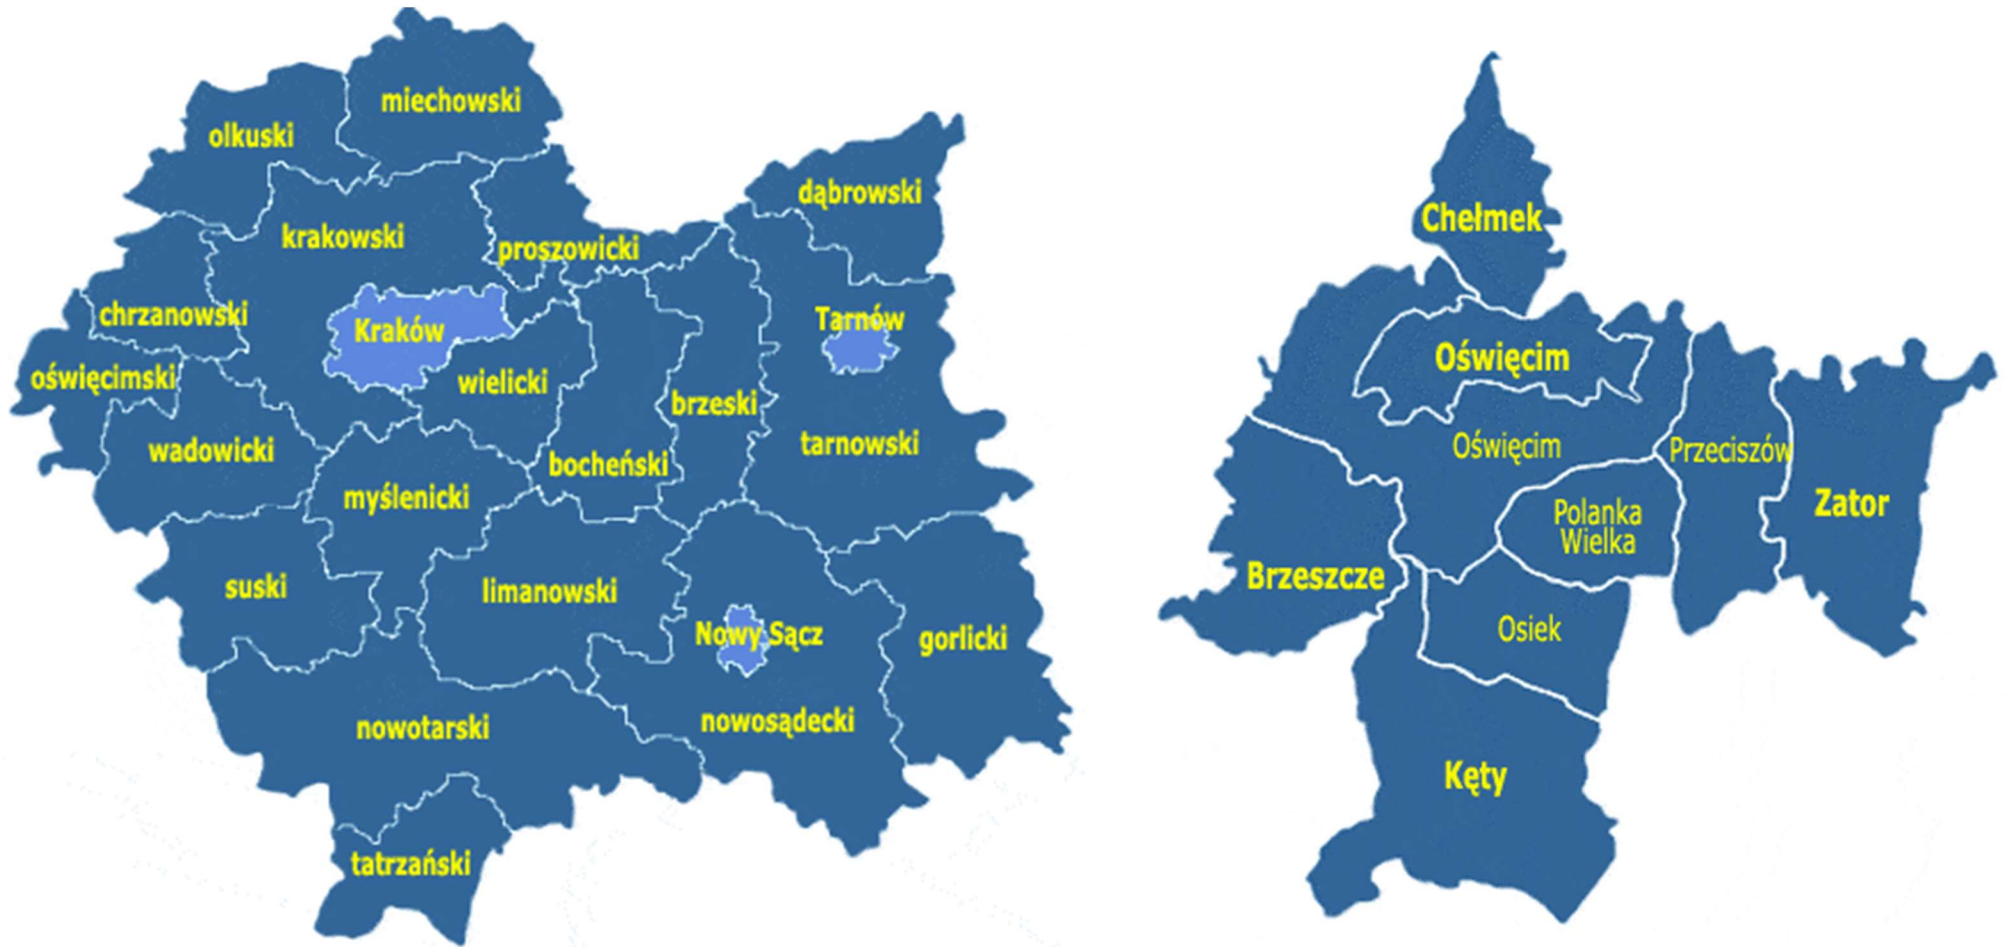 miechowski
olkuski
dąbrowski
krakowski
proszowicki
chrzanowski
Kraków
Tarnów
oświęcimski
wielicki
brzeski
wadowicki
bocheński
tarnowski
myślenicki
suski
limanowski
Nowy Sącz
gorlicki
nowotarski
nowosądecki
tatrzański
Chełmek
Oświęcim
Oświęcim
Przeciszów
Zator
Polanka
Wielka
Brzeszcze
Osiek
Kęty